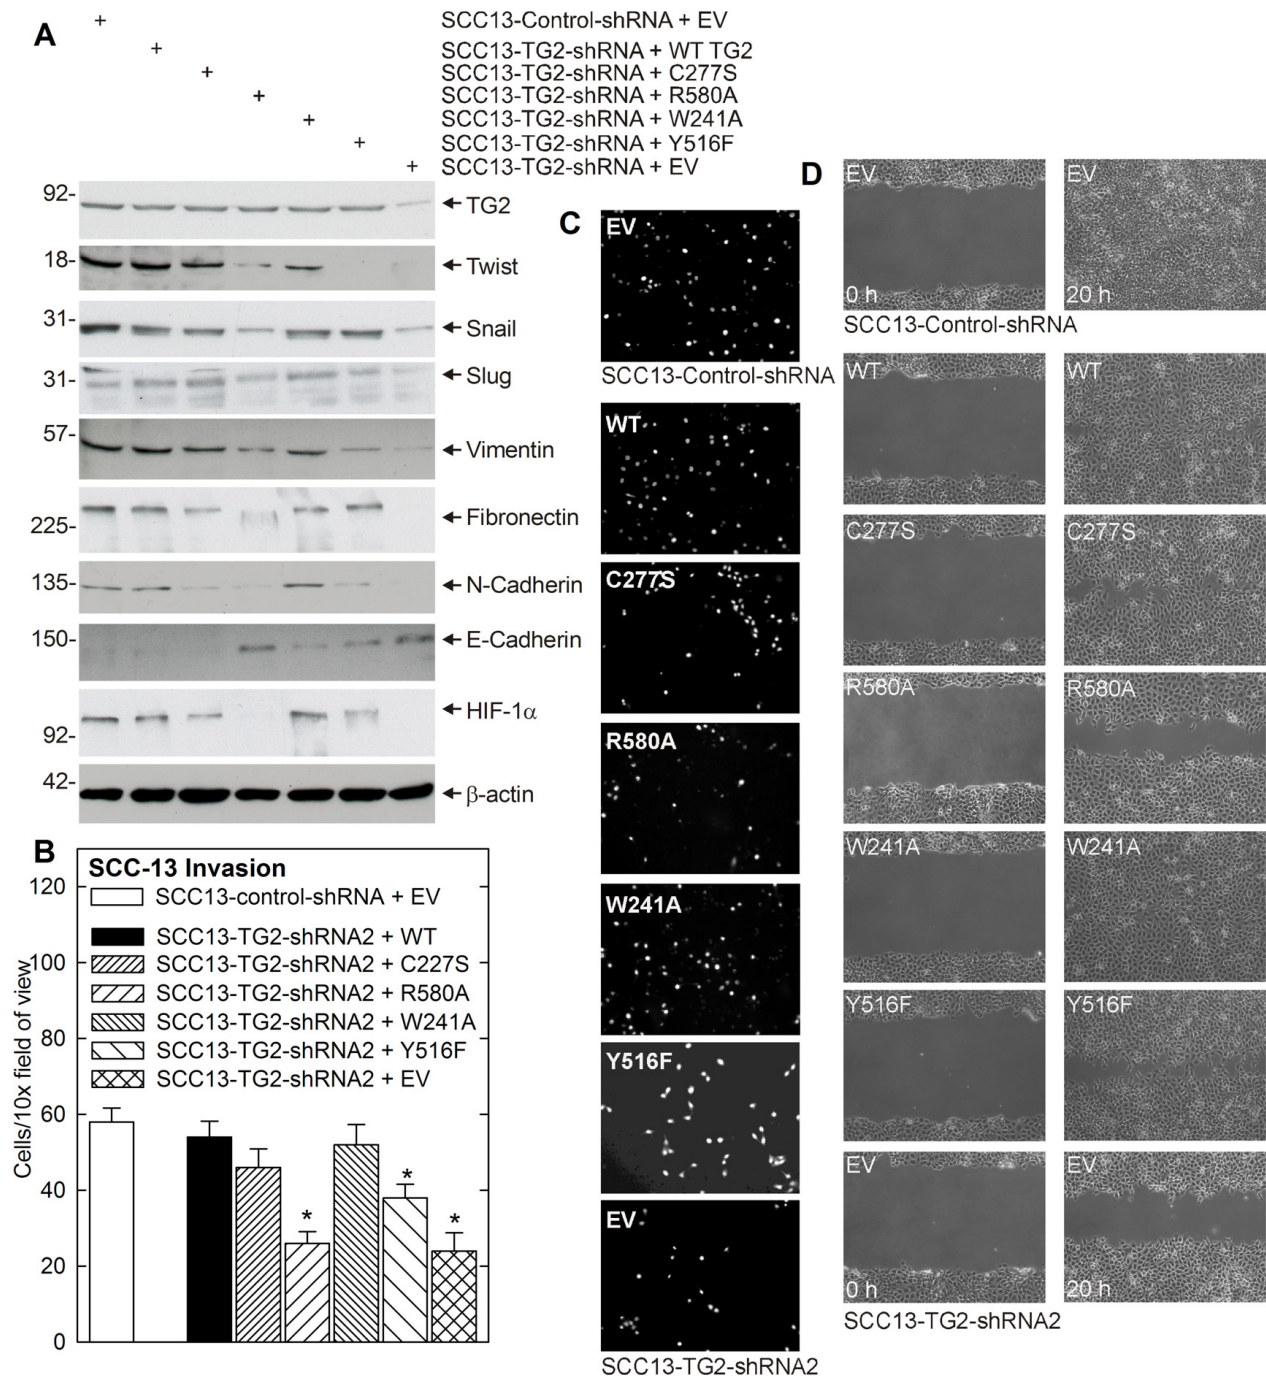 A
+
SCC13-Control-shRNA + EV
+
SCC13-TG2-shRNA + WT TG2
+
SCC13-TG2-shRNA + C277S
+
SCC13-TG2-shRNA + R580A
+
SCC13-TG2-shRNA + W241A
+
SCC13-TG2-shRNA + Y516F
+
SCC13-TG2-shRNA + EV
92-
TG2
18-
Twist
31-
Snail
31-
Slug
57-
Vimentin
225-
Fibronectin
135-
N-Cadherin
150-
E-Cadherin
92-
HIF-1α
42-
β-actin
B
SCC-13 Invasion
SCC13-control-shRNA + EV
SCC13-TG2-shRNA2 + WT
SCC13-TG2-shRNA2 + C227S
SCC13-TG2-shRNA2 + R580A
SCC13-TG2-shRNA2 + W241A
SCC13-TG2-shRNA2 + Y516F
SCC13-TG2-shRNA2 + EV
Cells/10x field of view
120
100
80
60
40
20
0
*
*
*
C
EV
SCC13-Control-shRNA
WT
C277S
R580A
W241A
Y516F
EV
SCC13-TG2-shRNA2
D
EV
EV
0 h
20 h
SCC13-Control-shRNA
WT
WT
C277S
C277S
R580A
R580A
W241A
W241A
Y516F
Y516F
EV
EV
0 h
20 h
SCC13-TG2-shRNA2